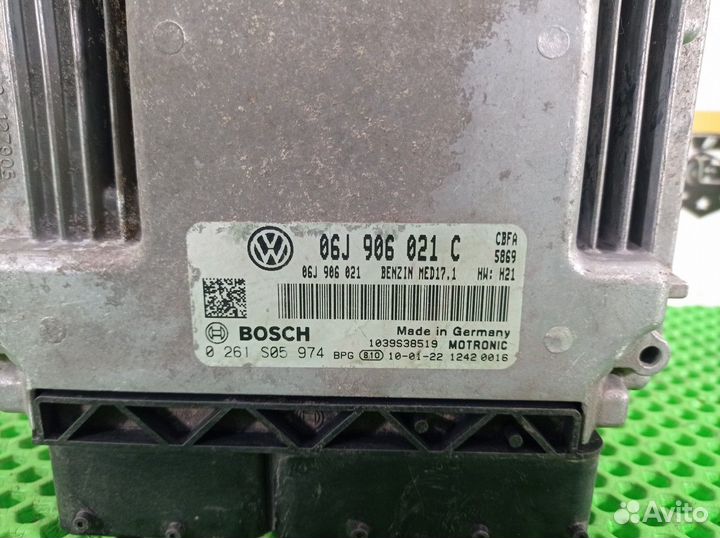 06J 906 021 C
CBFA
5869
06J 906 021 BENZIN MED17.1 HW: H21
BOSCH
Made in Germany
1039S38519 MOTRONIC
0 261 S05 974 BPG 810 10-01-22 1242 0016
Avito